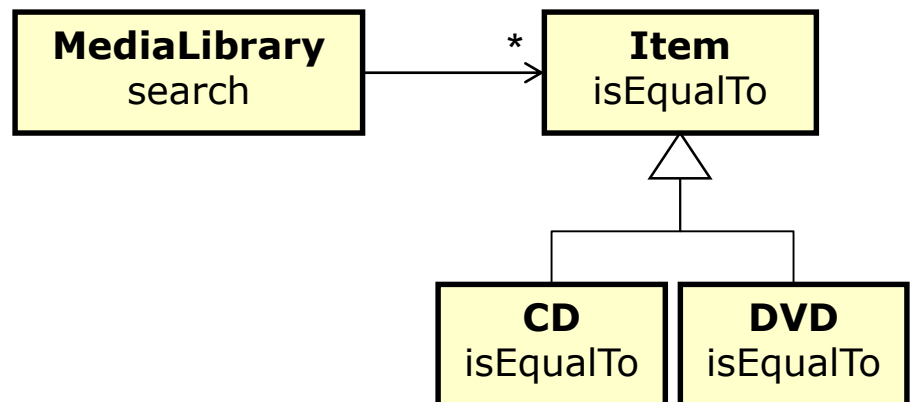 MediaLibrary
search
*
Item
isEqualTo
CD
isEqualTo
DVD
isEqualTo